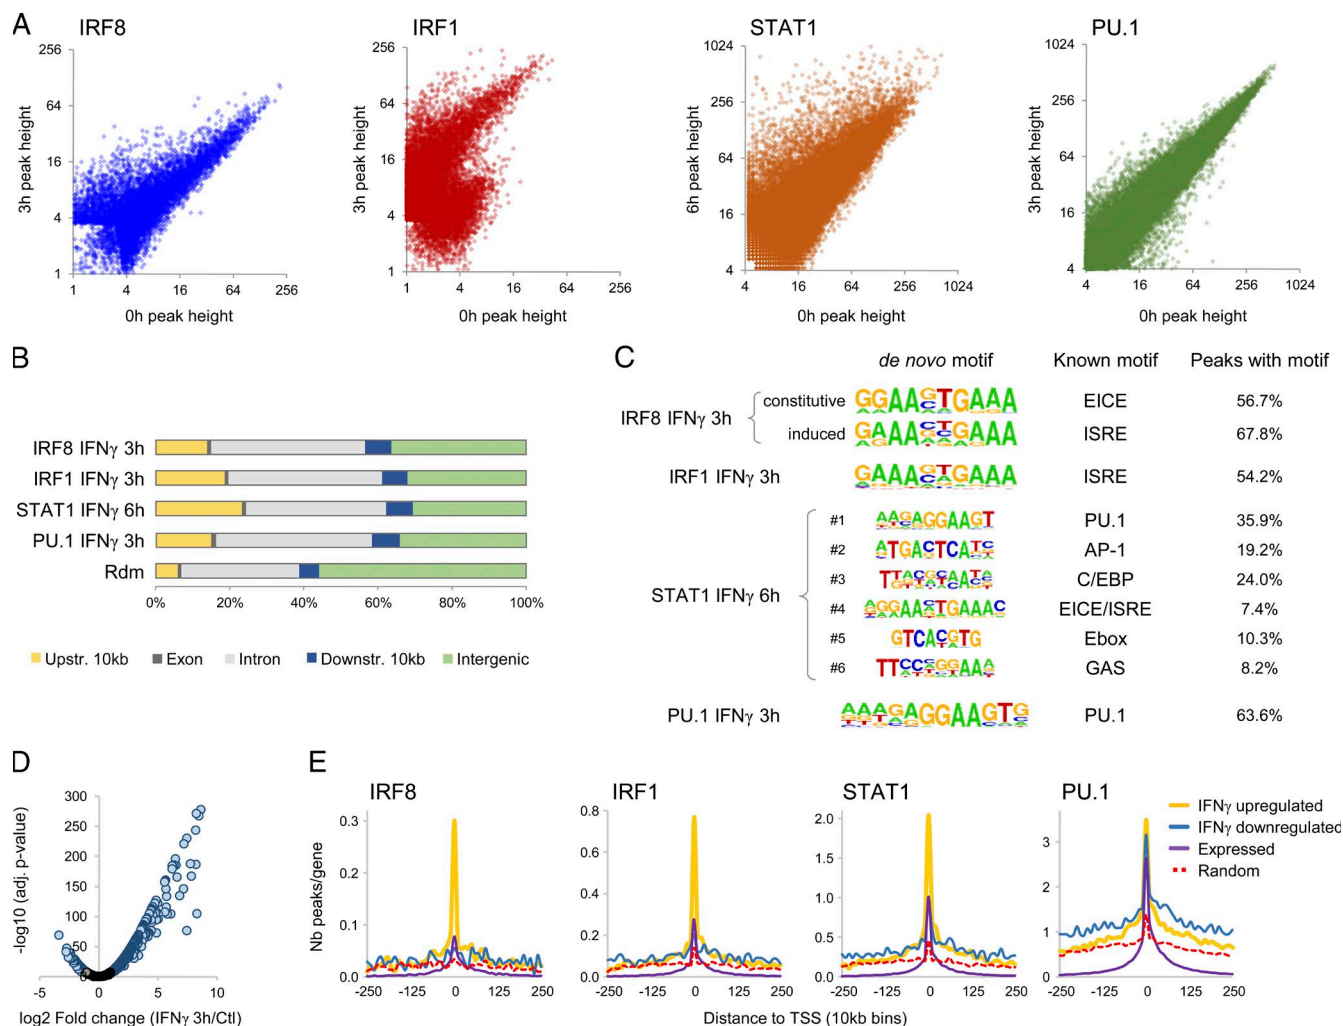 A
IRF8
IRF1
STAT1
PU.1
256
64
16
4
1
3h peak height
1 4 16 64 256
0h peak height
256
64
16
4
1
3h peak height
1 4 16 64 256
0h peak height
1024
256
64
16
4
6h peak height
4 16 64 256 1024
0h peak height
1024
256
64
16
4
3h peak height
4 16 64 256 1024
0h peak height
B
IRF8 IFNγ 3h
IRF1 IFNγ 3h
STAT1 IFNγ 6h
PU.1 IFNγ 3h
Rdm
0% 20% 40% 60% 80% 100%
Upstr. 10kb Exon Intron Downstr. 10kb Intergenic
C
de novo motif Known motif Peaks with motif
IRF8 IFNγ 3h
constitutive GGAAGTGAAA EICE 56.7%
induced GAAACTGAAA ISRE 67.8%
IRF1 IFNγ 3h GAAAGTGAAA ISRE 54.2%
STAT1 IFNγ 6h
#1 AAGAGGAAGT PU.1 35.9%
#2 ATGACTCATC AP-1 19.2%
#3 C/EBP 24.0%
#4 EICE/ISRE 7.4%
#5 GTCACGTG Ebox 10.3%
#6 GAS 8.2%
PU.1 IFNγ 3h AAAGAGGAAGTG PU.1 63.6%
D
300
250
200
150
100
50
-log10 (adj. p-value)
-5 0 5 10
log2 Fold change (IFNγ 3h/Ctl)
E
IRF8
IRF1
STAT1
PU.1
Nb peaks/gene
0.3
0.2
0.1
0.0
-250 -125 0 125 250
0.8
0.6
0.4
0.2
0.0
-250 -125 0 125 250
2.0
1.5
1.0
0.5
0.0
-250 -125 0 125 250
3
2
1
0
-250 -125 0 125 250
Distance to TSS (10kb bins)
IFNγ upregulated
IFNγ downregulated
Expressed
Random